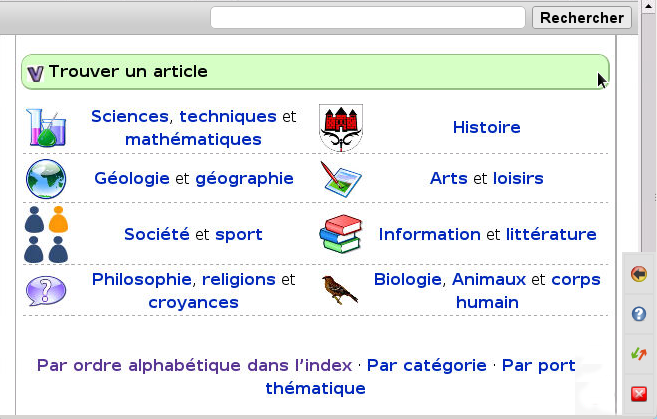 Rechercher
Trouver un article
Sciences, techniques et
mathématiques
Histoire
Géologie et géographie
Arts et loisirs
Société et sport
Information et littérature
Philosophie, religions et
croyances
Biologie, Animaux et corps
humain
Par ordre alphabétique dans l'index · Par catégorie · Par port
thématique